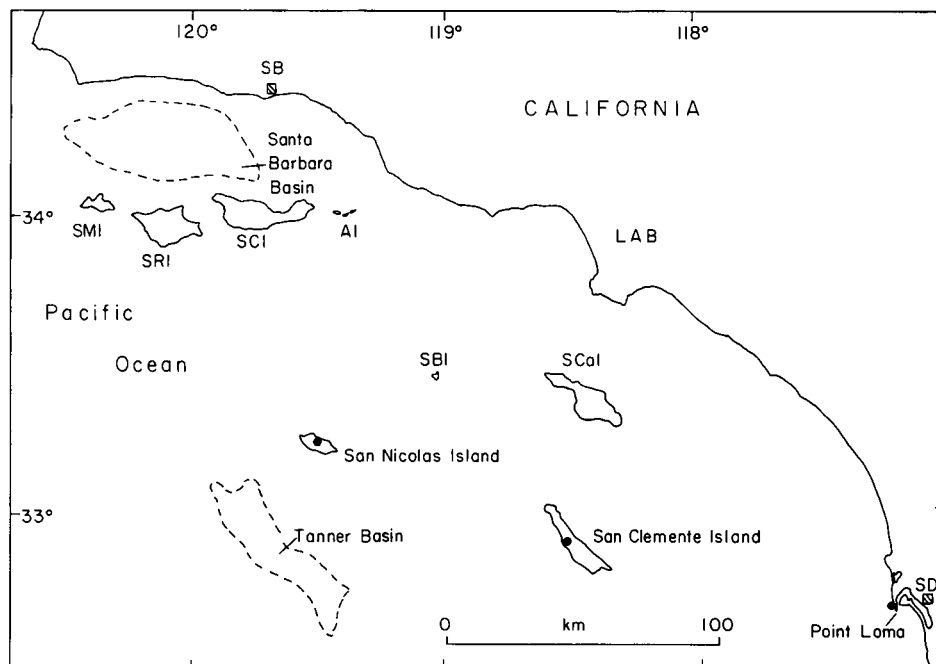 120°
119°
118°
SB
CALIFORNIA
Santa
Barbara
Basin
34°
SMI
SRI
SCI
AI
LAB
Pacific
Ocean
SBI
SCaI
San Nicolas Island
33°
Tanner Basin
San Clemente Island
SD
Point Loma
0 km 100